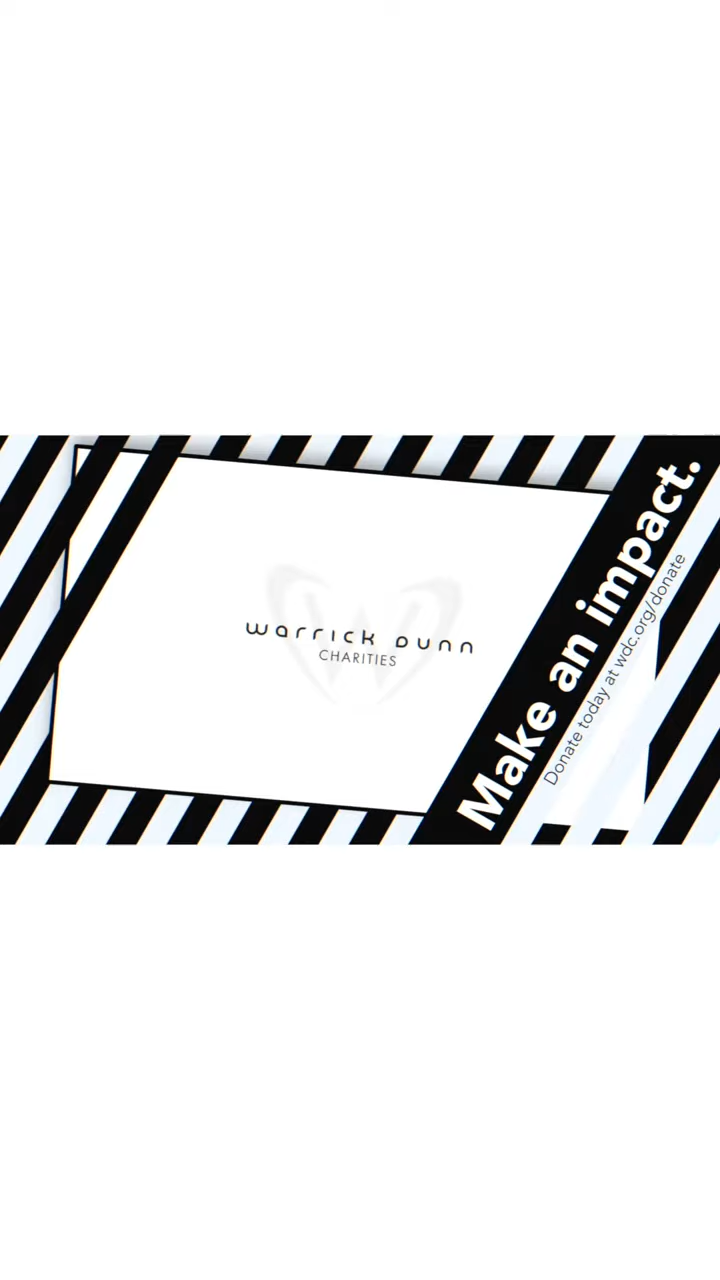 warrick dunn
CHARITIES
Make an impact.
Donate today at wdc.org/donate